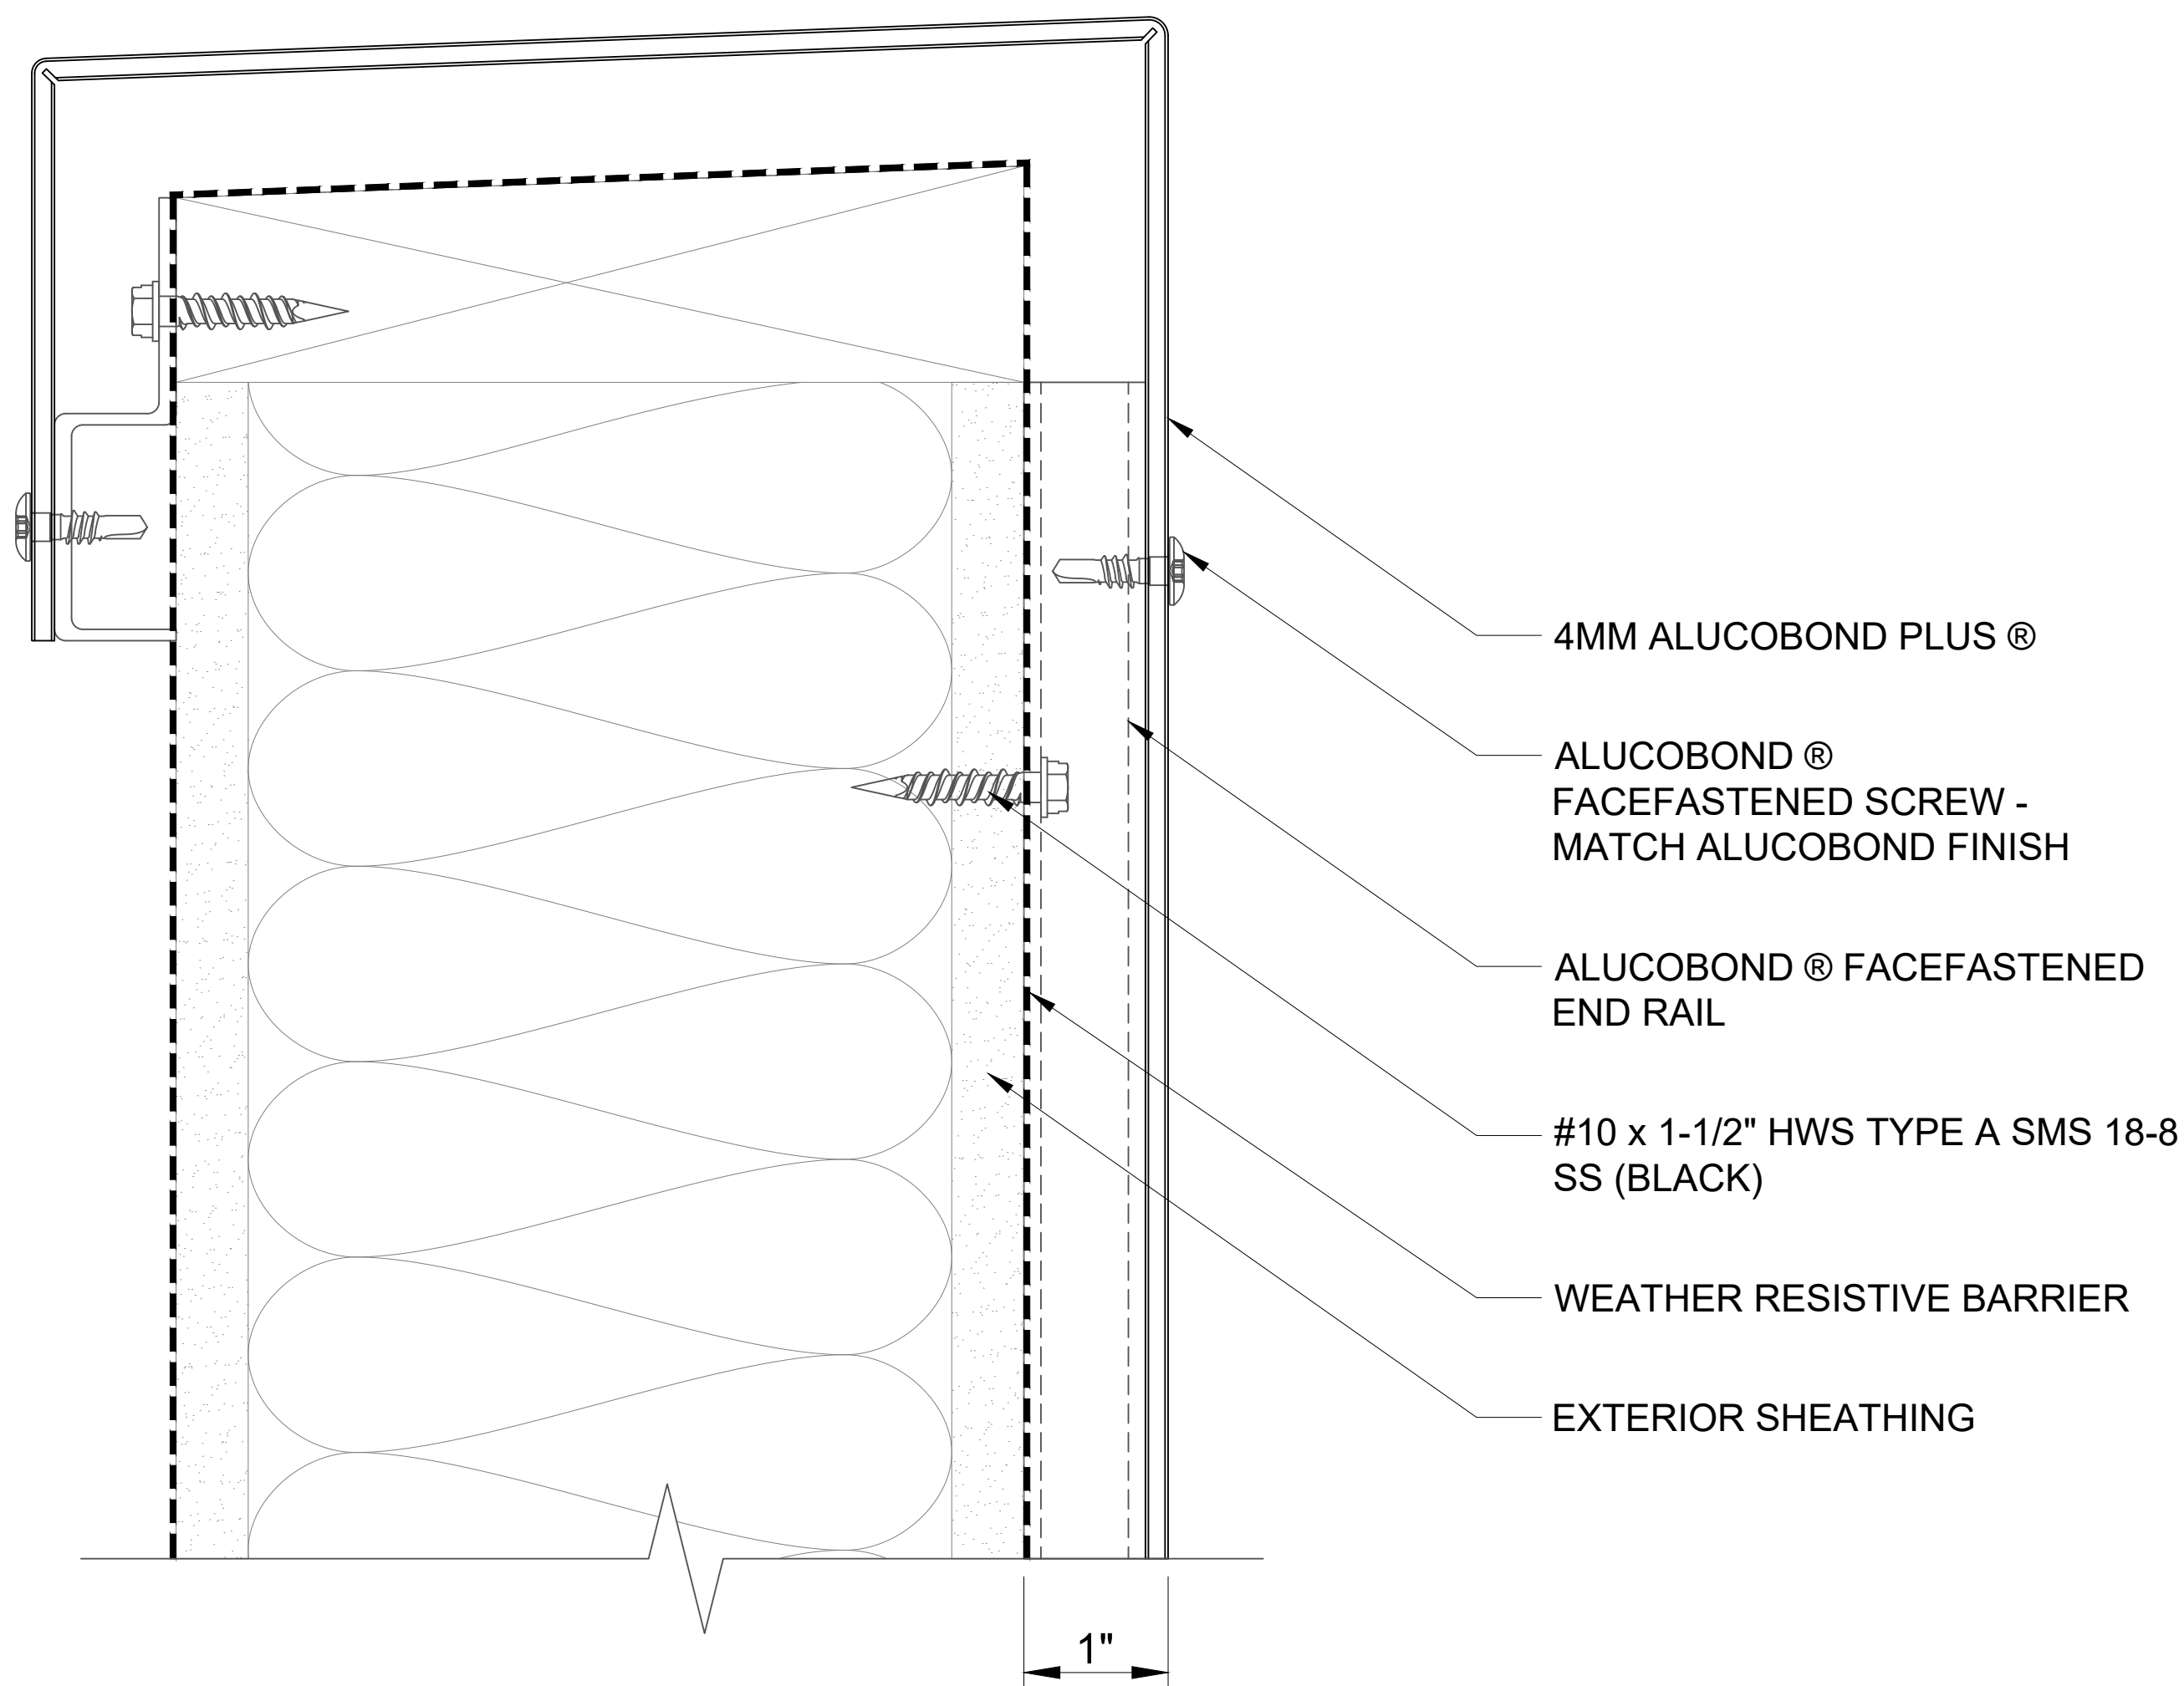 4MM ALUCOBOND PLUS ®
ALUCOBOND ®
FACEFASTENED SCREW -
MATCH ALUCOBOND FINISH
ALUCOBOND ® FACEFASTENED
END RAIL
#10 x 1-1/2" HWS TYPE A SMS 18-8
SS (BLACK)
WEATHER RESISTIVE BARRIER
EXTERIOR SHEATHING
1"